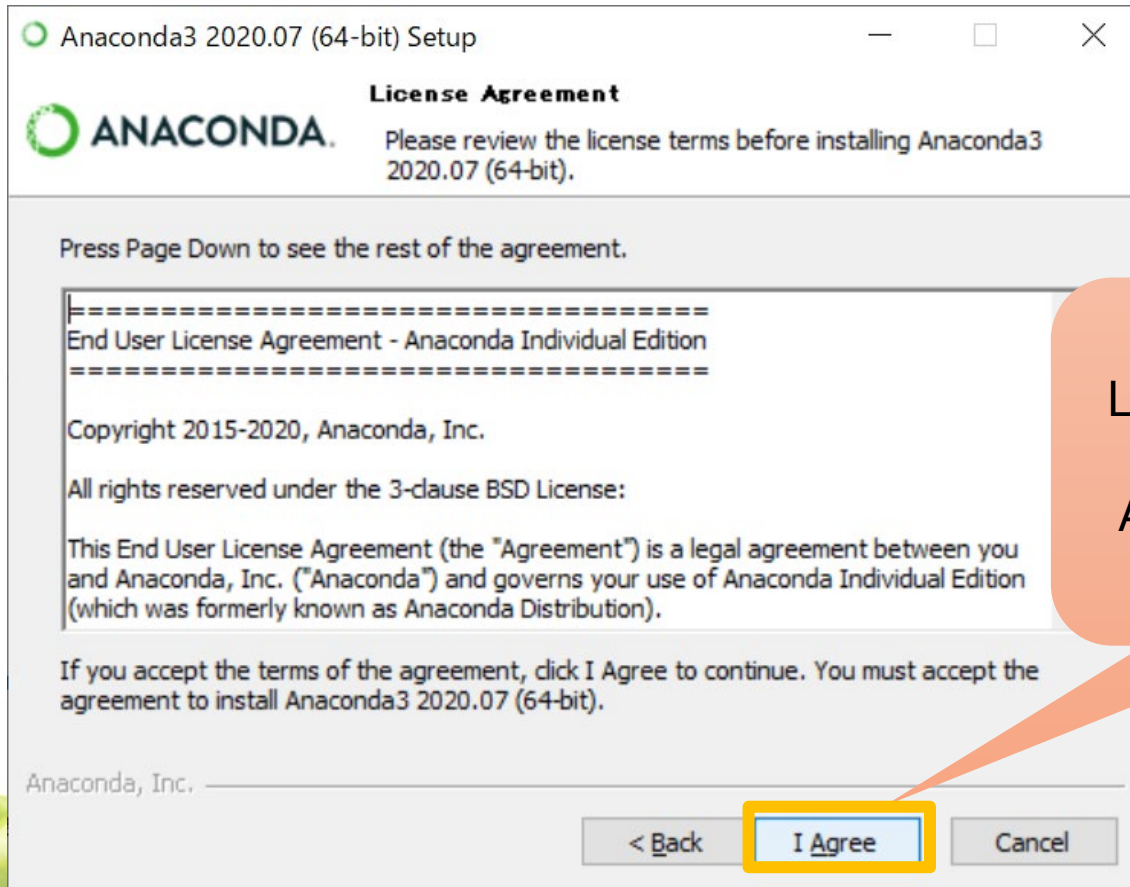 Anaconda3 2020.07 (64-bit) Setup
License Agreement
ANACONDA.
Please review the license terms before installing Anaconda3
2020.07 (64-bit).
Press Page Down to see the rest of the agreement.
=====================================
End User License Agreement - Anaconda Individual Edition
=====================================
Copyright 2015-2020, Anaconda, Inc.
All rights reserved under the 3-clause BSD License:
This End User License Agreement (the "Agreement") is a legal agreement between you
and Anaconda, Inc. ("Anaconda") and governs your use of Anaconda Individual Edition
(which was formerly known as Anaconda Distribution).
If you accept the terms of the agreement, click I Agree to continue. You must accept the
agreement to install Anaconda3 2020.07 (64-bit).
Anaconda, Inc.
< Back
I Agree
Cancel